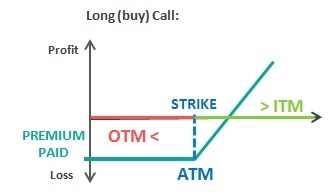 Long (buy) Call:
Profit
STRIKE
> ITM
PREMIUM
PAID
OTM <
Loss
ATM